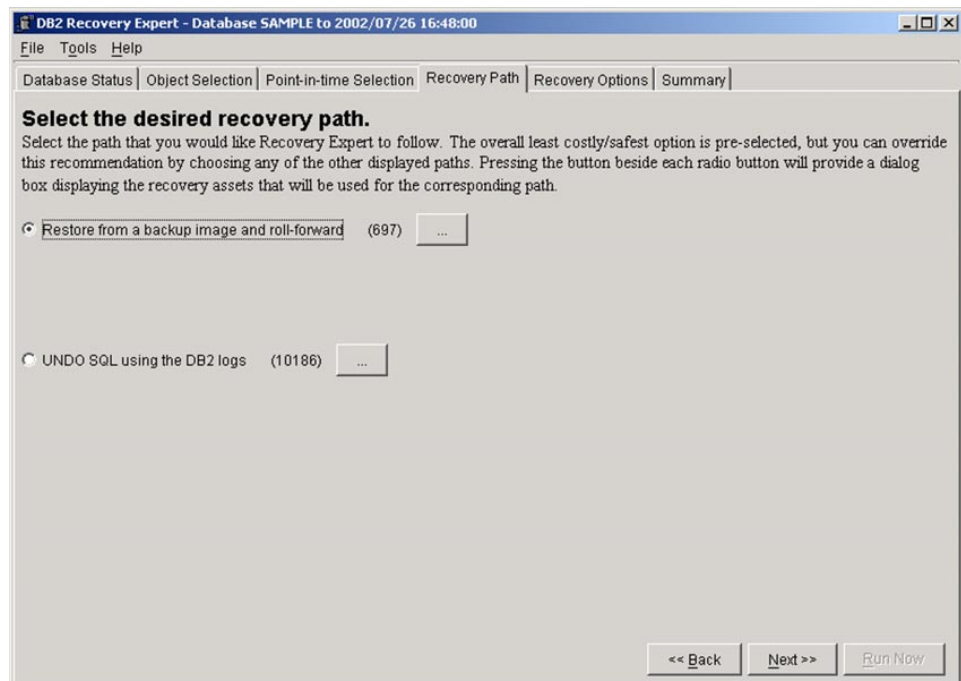 DB2 Recovery Expert - Database SAMPLE to 2002/07/26 16:48:00
File Tools Help
Database Status Object Selection Point-in-time Selection Recovery Path Recovery Options Summary
Select the desired recovery path.
Select the path that you would like Recovery Expert to follow. The overall least costly/safest option is pre-selected, but you can override
this recommendation by choosing any of the other displayed paths. Pressing the button beside each radio button will provide a dialog
box displaying the recovery assets that will be used for the corresponding path.
Restore from a backup image and roll-forward (697) ...
UNDO SQL using the DB2 logs (10186) ...
<< Back Next >> Run Now